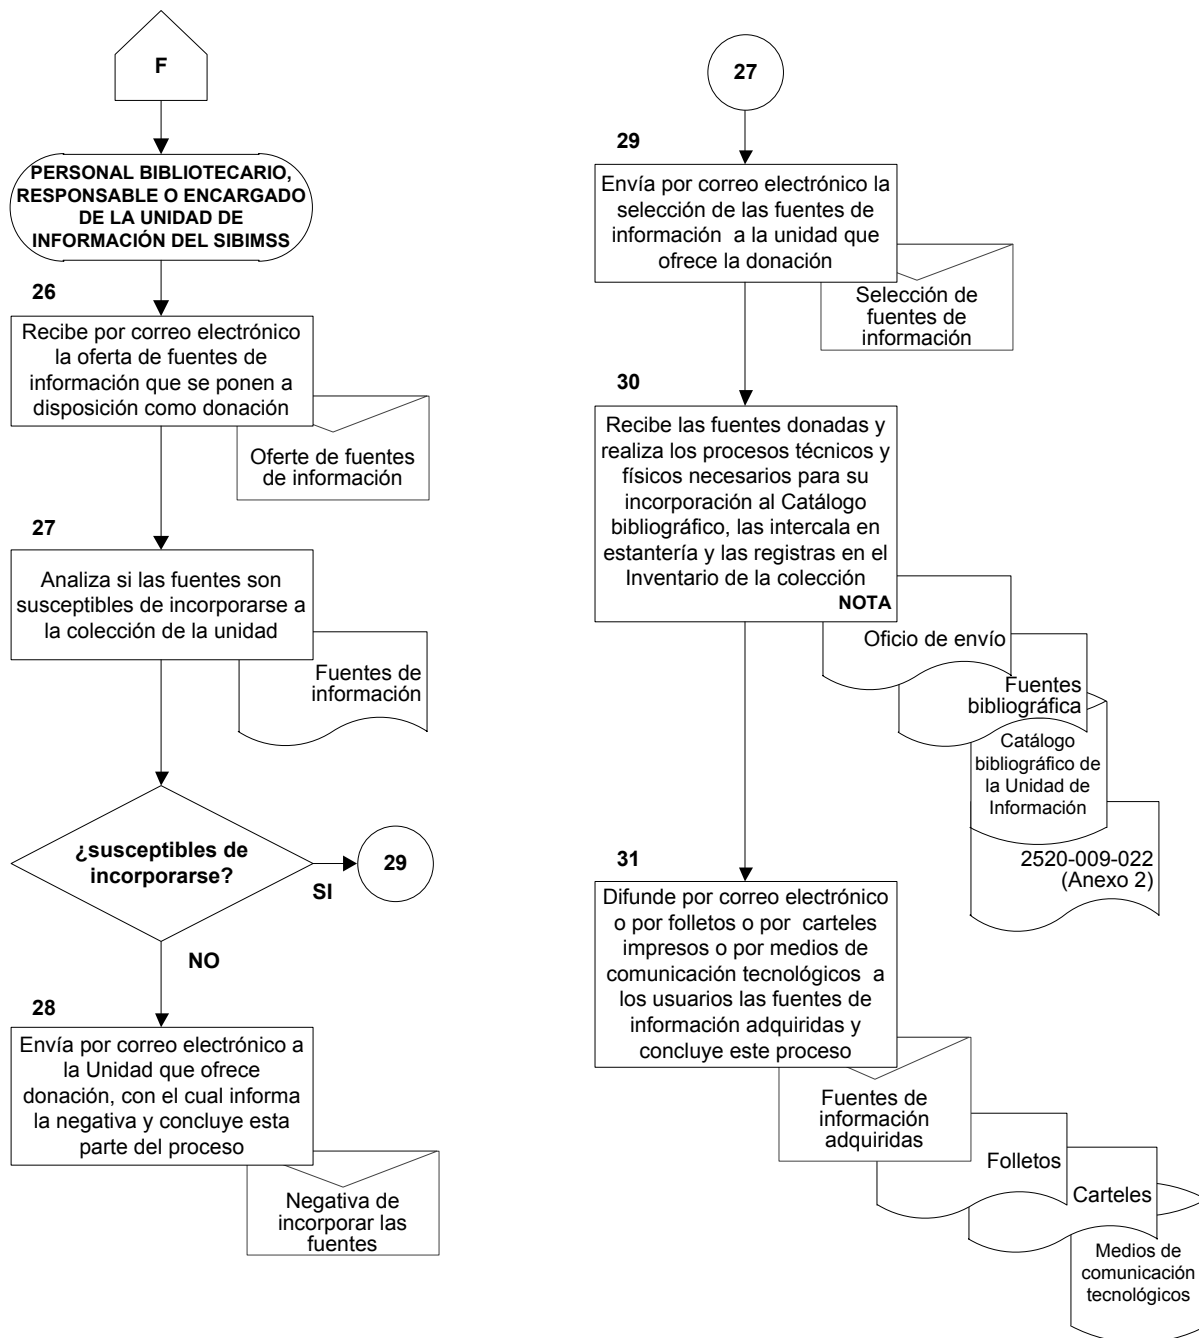 F
PERSONAL BIBLIOTECARIO,
RESPONSABLE O ENCARGADO
DE LA UNIDAD DE
INFORMACIÓN DEL SIBIMSS
26
Recibe por correo electrónico
la oferta de fuentes de
información que se ponen a
disposición como donación
Oferte de fuentes
de información
27
Analiza si las fuentes son
susceptibles de incorporarse a
la colección de la unidad
Fuentes de
información
¿susceptibles de
incorporarse?
SI
29
NO
28
Envía por correo electrónico a
la Unidad que ofrece
donación, con el cual informa
la negativa y concluye esta
parte del proceso
Negativa de
incorporar las
fuentes
27
29
Envía por correo electrónico la
selección de las fuentes de
información a la unidad que
ofrece la donación
Selección de
fuentes de
información
30
Recibe las fuentes donadas y
realiza los procesos técnicos y
físicos necesarios para su
incorporación al Catálogo
bibliográfico, las intercala en
estantería y las registras en el
Inventario de la colección
NOTA
Oficio de envío
Fuentes
bibliográfica
Catálogo
bibliográfico de
la Unidad de
Información
2520-009-022
(Anexo 2)
31
Difunde por correo electrónico
o por folletos o por carteles
impresos o por medios de
comunicación tecnológicos a
los usuarios las fuentes de
información adquiridas y
concluye este proceso
Fuentes de
información
adquiridas
Folletos
Carteles
Medios de
comunicación
tecnológicos